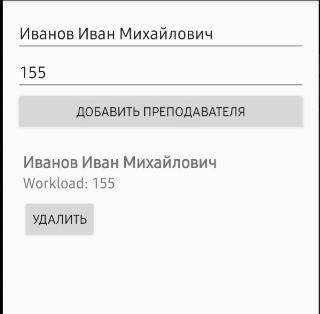 Иванов Иван Михайлович
155
ДОБАВИТЬ ПРЕПОДАВАТЕЛЯ
Иванов Иван Михайлович
Workload: 155
УДАЛИТЬ